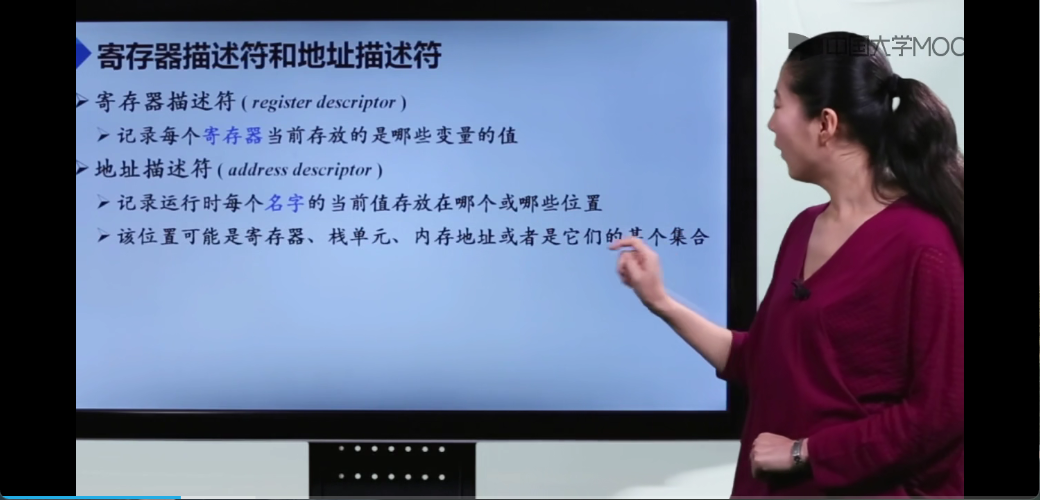 中国大学MOO
寄存器描述符和地址描述符
寄存器描述符 ( register descriptor )
记录每个寄存器当前存放的是哪些变量的值
地址描述符 ( address descriptor )
记录运行时每个名字的当前值存放在哪个或哪些位置
该位置可能是寄存器、栈单元、内存地址或者是它们的某个集合